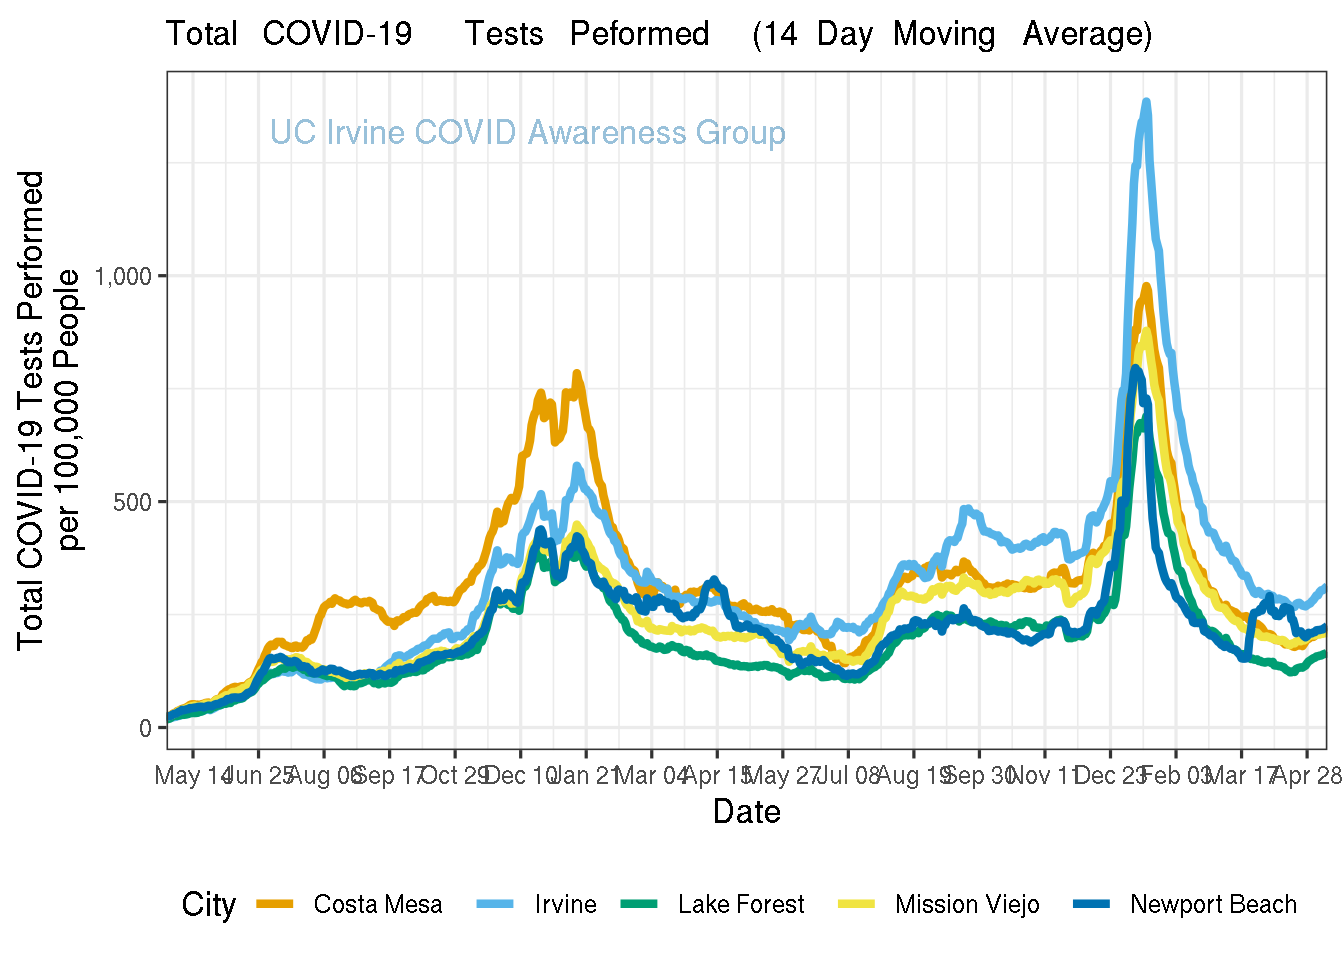 Total COVID-19 Tests Peformed (14 Day Moving Average)
UC Irvine COVID Awareness Group
Total COVID-19 Tests Performed
per 100,000 People
1,000
500
0
May 14 Jun 25 Aug 06 Sep 17 Oct 29 Dec 10 Jan 21 Mar 04 Apr 15 May 27 Jul 08 Aug 19 Sep 30 Nov 11 Dec 23 Feb 03 Mar 17 Apr 28
Date
City Costa Mesa Irvine Lake Forest Mission Viejo Newport Beach